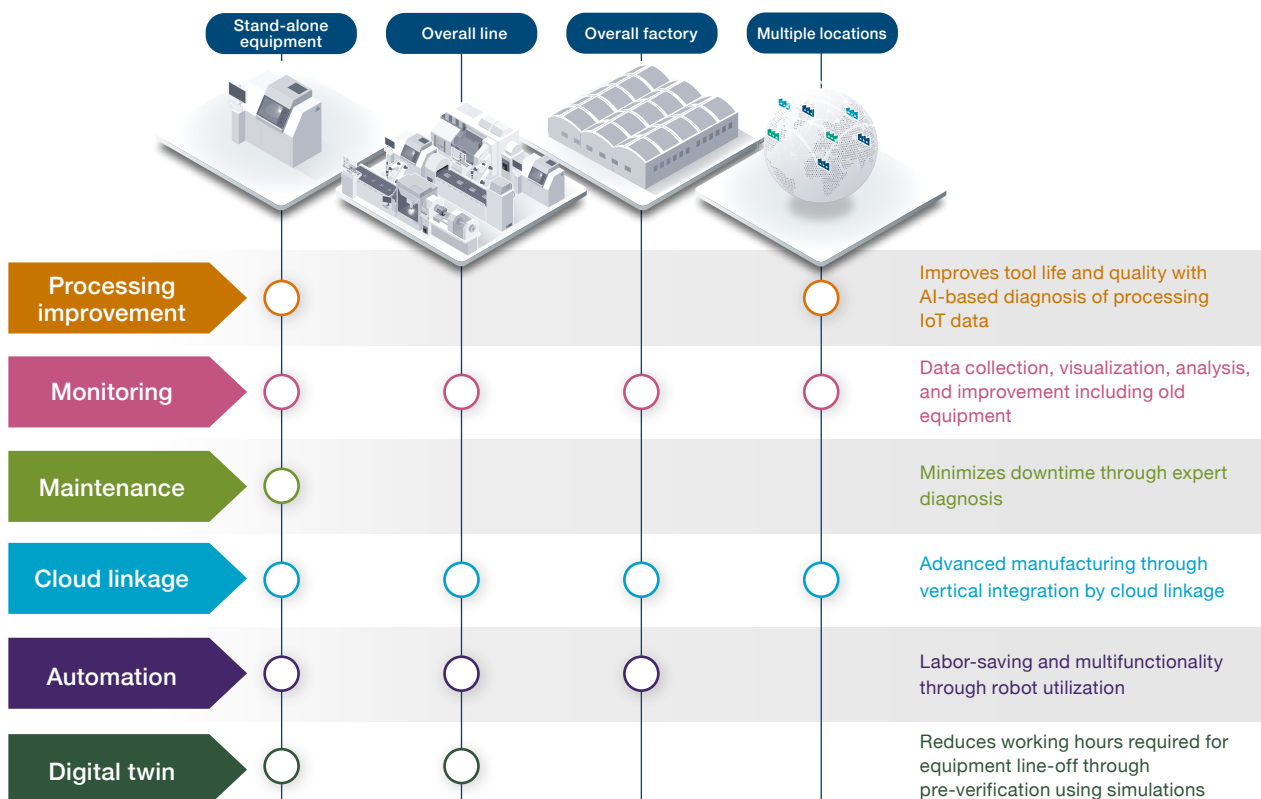 Stand-alone
equipment
Overall line
Overall factory
Multiple locations
Processing
improvement
Improves tool life and quality with
AI-based diagnosis of processing
IoT data
Monitoring
Data collection, visualization, analysis,
and improvement including old
equipment
Maintenance
Minimizes downtime through expert
diagnosis
Cloud linkage
Advanced manufacturing through
vertical integration by cloud linkage
Automation
Labor-saving and multifunctionality
through robot utilization
Digital twin
Reduces working hours required for
equipment line-off through
pre-verification using simulations